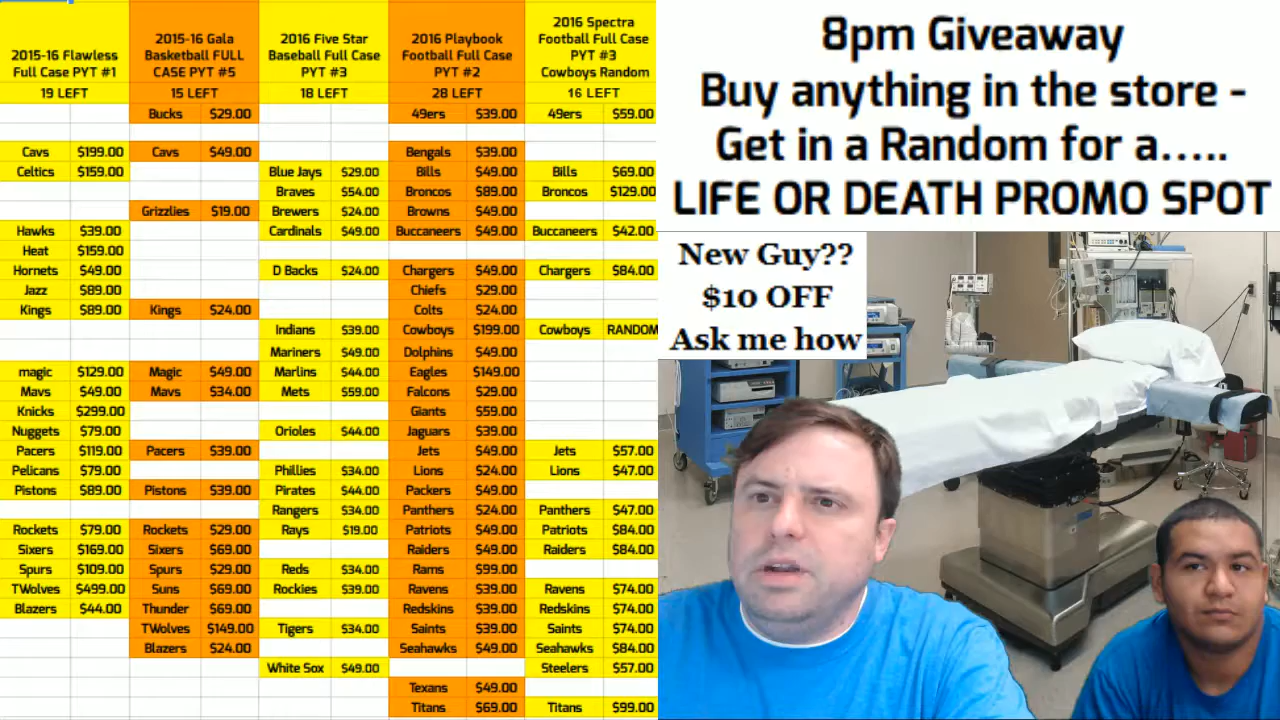 2015-16 Flawless
Full Case PYT #1
19 LEFT
Cavs $199.00
Celtics $159.00
Hawks $39.00
Heat $159.00
Hornets $49.00
Jazz $89.00
Kings $89.00
magic $129.00
Mavs $49.00
Knicks $299.00
Nuggets $79.00
Pacers $119.00
Pelicans $79.00
Pistons $89.00
Rockets $79.00
Sixers $169.00
Spurs $109.00
TWolves $499.00
Blazers $44.00
2015-16 Gala
Basketball FULL
CASE PYT #5
15 LEFT
Bucks $29.00
Cavs $49.00
Grizzlies $19.00
Kings $24.00
Magic $49.00
Mavs $34.00
Pacers $39.00
Pistons $39.00
Rockets $29.00
Sixers $69.00
Spurs $29.00
Suns $69.00
Thunder $69.00
TWolves $149.00
Blazers $24.00
2016 Five Star
Baseball Full Case
PYT #3
18 LEFT
Blue Jays $29.00
Braves $54.00
Brewers $24.00
Cardinals $49.00
D Backs $24.00
Indians $39.00
Mariners $49.00
Marlins $44.00
Mets $59.00
Orioles $44.00
Phillies $34.00
Pirates $44.00
Rangers $34.00
Rays $19.00
Reds $34.00
Rockies $39.00
Tigers $34.00
White Sox $49.00
2016 Playbook
Football Full Case
PYT #2
28 LEFT
49ers $39.00
Bengals $39.00
Bills $49.00
Broncos $89.00
Browns $49.00
Buccaneers $49.00
Chargers $49.00
Chiefs $29.00
Colts $24.00
Cowboys $199.00
Dolphins $49.00
Eagles $149.00
Falcons $29.00
Giants $59.00
Jaguars $39.00
Jets $49.00
Lions $24.00
Packers $49.00
Panthers $24.00
Patriots $49.00
Raiders $49.00
Rams $99.00
Ravens $39.00
Redskins $39.00
Saints $39.00
Seahawks $49.00
Texans $49.00
Titans $69.00
2016 Spectra
Football Full Case
PYT #3
Cowboys Random
16 LEFT
49ers $59.00
Bills $69.00
Broncos $129.00
Buccaneers $42.00
Chargers $84.00
Cowboys RANDOM
Jets $57.00
Lions $47.00
Panthers $47.00
Patriots $84.00
Raiders $84.00
Ravens $74.00
Redskins $74.00
Saints $74.00
Seahawks $84.00
Steelers $57.00
Titans $99.00
8pm Giveaway
Buy anything in the store -
Get in a Random for a.....
LIFE OR DEATH PROMO SPOT
New Guy??
$10 OFF
Ask me how